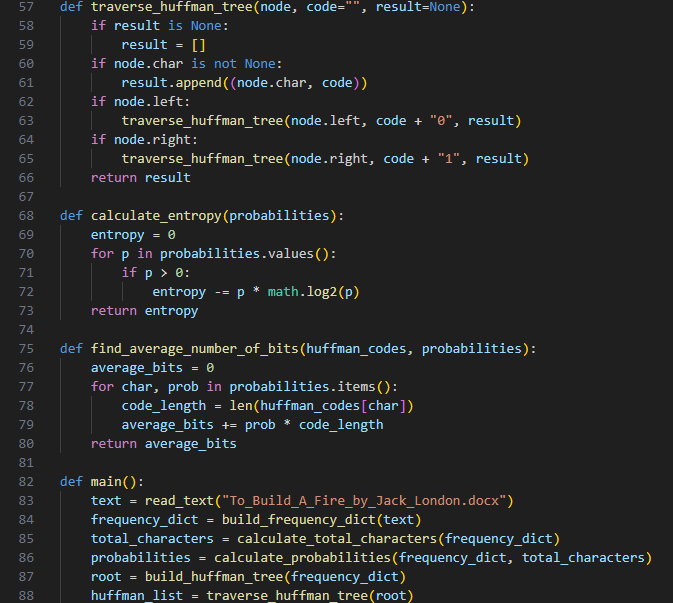 57 def traverse_huffman_tree(node, code="", result=None):
58     if result is None:
59         result = []
60     if node.char is not None:
61         result.append((node.char, code))
62     if node.left:
63         traverse_huffman_tree(node.left, code + "0", result)
64     if node.right:
65         traverse_huffman_tree(node.right, code + "1", result)
66     return result
67
68 def calculate_entropy(probabilities):
69     entropy = 0
70     for p in probabilities.values():
71         if p > 0:
72             entropy -= p * math.log2(p)
73     return entropy
74
75 def find_average_number_of_bits(huffman_codes, probabilities):
76     average_bits = 0
77     for char, prob in probabilities.items():
78         code_length = len(huffman_codes[char])
79         average_bits += prob * code_length
80     return average_bits
81
82 def main():
83     text = read_text("To_Build_A_Fire_by_Jack_London.docx")
84     frequency_dict = build_frequency_dict(text)
85     total_characters = calculate_total_characters(frequency_dict)
86     probabilities = calculate_probabilities(frequency_dict, total_characters)
87     root = build_huffman_tree(frequency_dict)
88     huffman_list = traverse_huffman_tree(root)